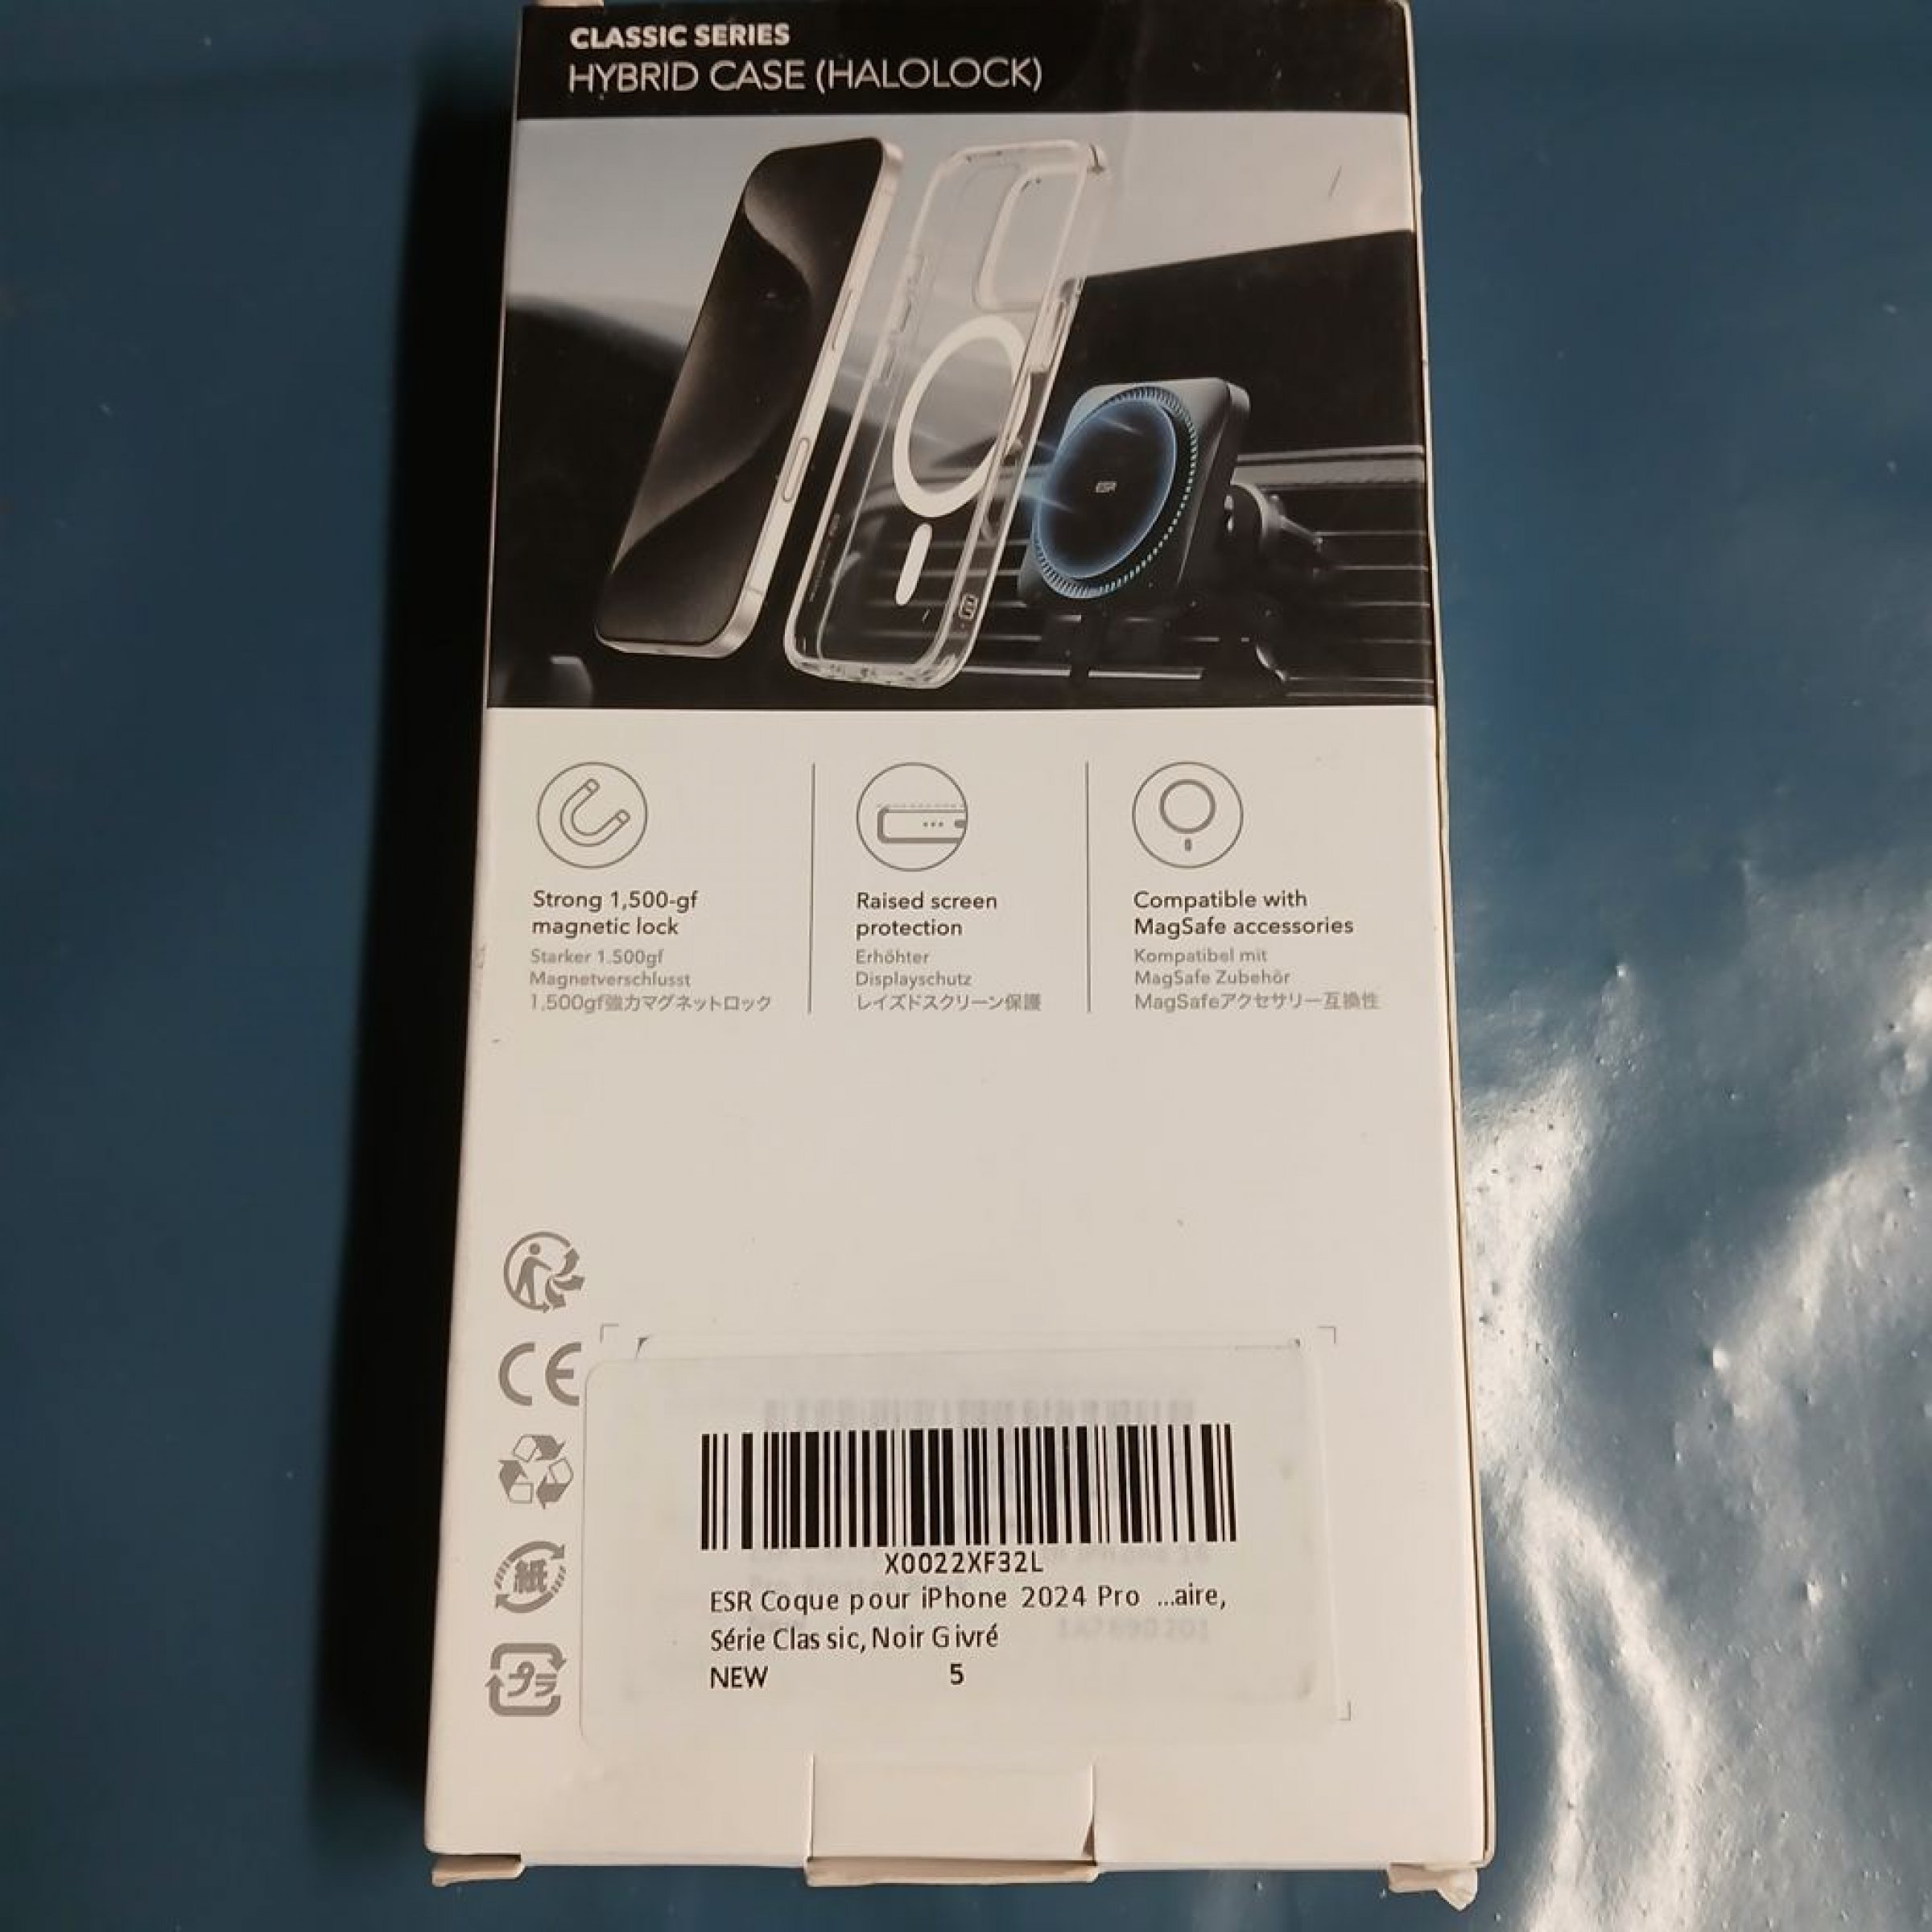 CLASSIC SERIES
HYBRID CASE (HALOLOCK)
ESR
Strong 1,500-gf
magnetic lock
Starker 1.500gf
Magnetverschlusst
1,500gf強力マグネットロック
Raised screen
protection
Erhöhter
Displayschutz
レイズドスクリーン保護
Compatible with
MagSafe accessories
Kompatibel mit
MagSafe Zubehör
MagSafeアクセサリー互換性
CE
紙
プラ
X0022XF32L
ESR Coque pour iPhone 2024 Pro ...aire,
Série Classic, Noir Givré
NEW 5